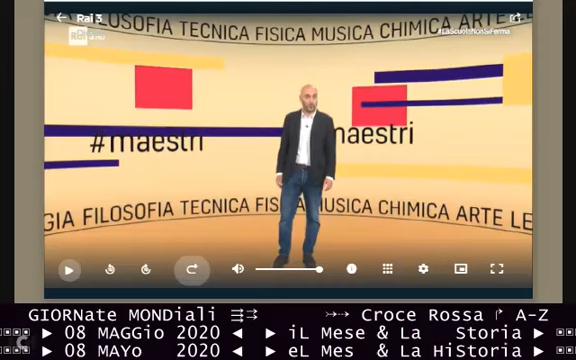 Rai 3
FILOSOFIA TECNICA FISICA MUSICA CHIMICA ARTE LE
#LaScuolaNonSiFerma
#maestri
maestri
GIA FILOSOFIA TECNICA FISICA MUSICA CHIMICA ARTE LE
GIORNate MONDiali
Croce Rossa A-Z
08 MAGGio 2020
iL Mese & La Storia
08 MAYo 2020
eL Mes & La HiStoria